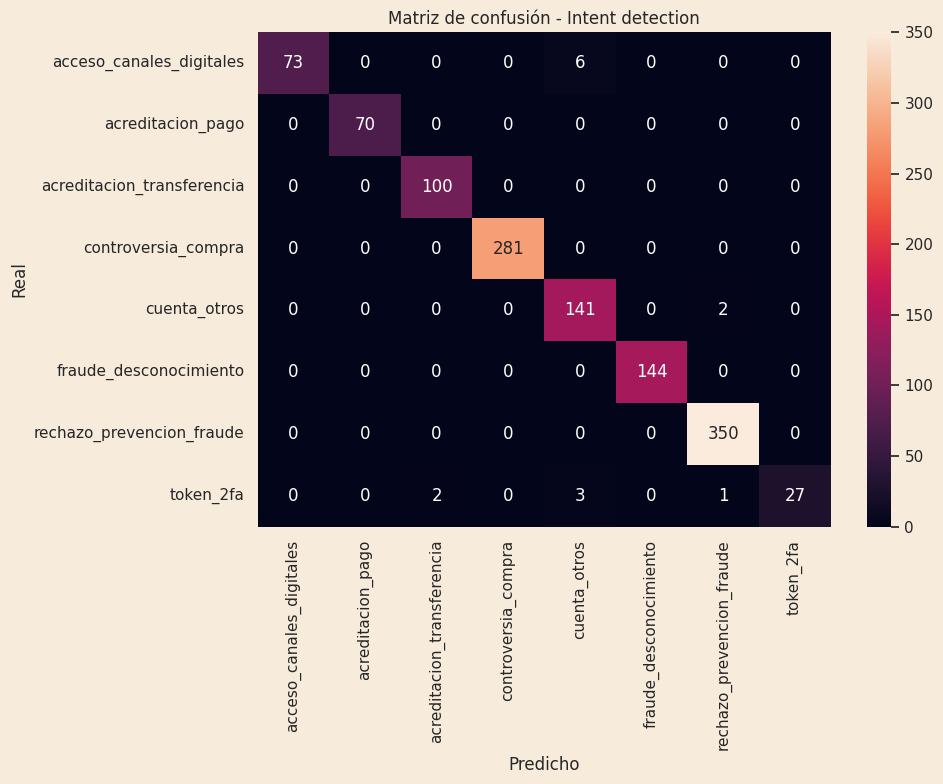 Matriz de confusión - Intent detection
Real
acceso_canales_digitales 73 0 0 0 6 0 0 0
acreditacion_pago 0 70 0 0 0 0 0 0
acreditacion_transferencia 0 0 100 0 0 0 0 0
controversia_compra 0 0 0 281 0 0 0 0
cuenta_otros 0 0 0 0 141 0 2 0
fraude_desconocimiento 0 0 0 0 0 144 0 0
rechazo_prevencion_fraude 0 0 0 0 0 0 350 0
token_2fa 0 0 2 0 3 0 1 27
acceso_canales_digitales
acreditacion_pago
acreditacion_transferencia
controversia_compra
cuenta_otros
fraude_desconocimiento
rechazo_prevencion_fraude
token_2fa
Predicho
350
300
250
200
150
100
50
0